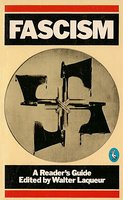 FASCISM
A Reader's Guide
Edited by Walter Laqueur